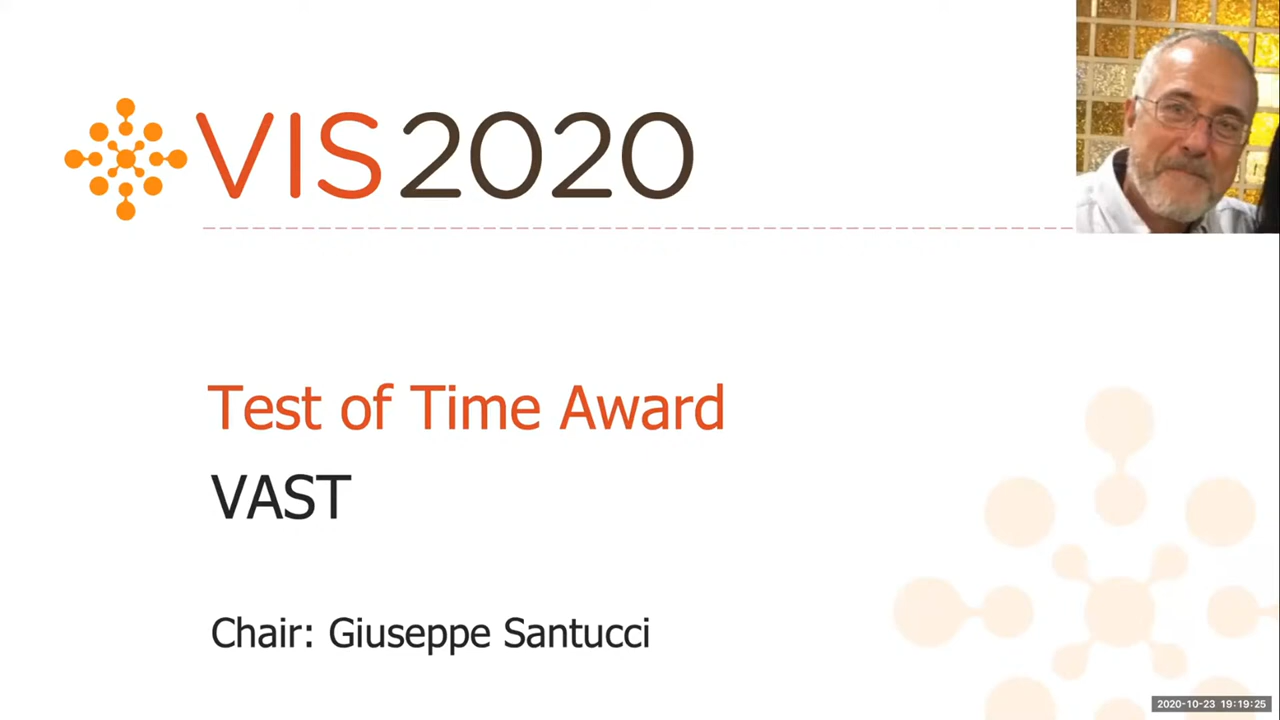 VIS2020
Test of Time Award
VAST
Chair: Giuseppe Santucci
2020-10-23 19:19:25